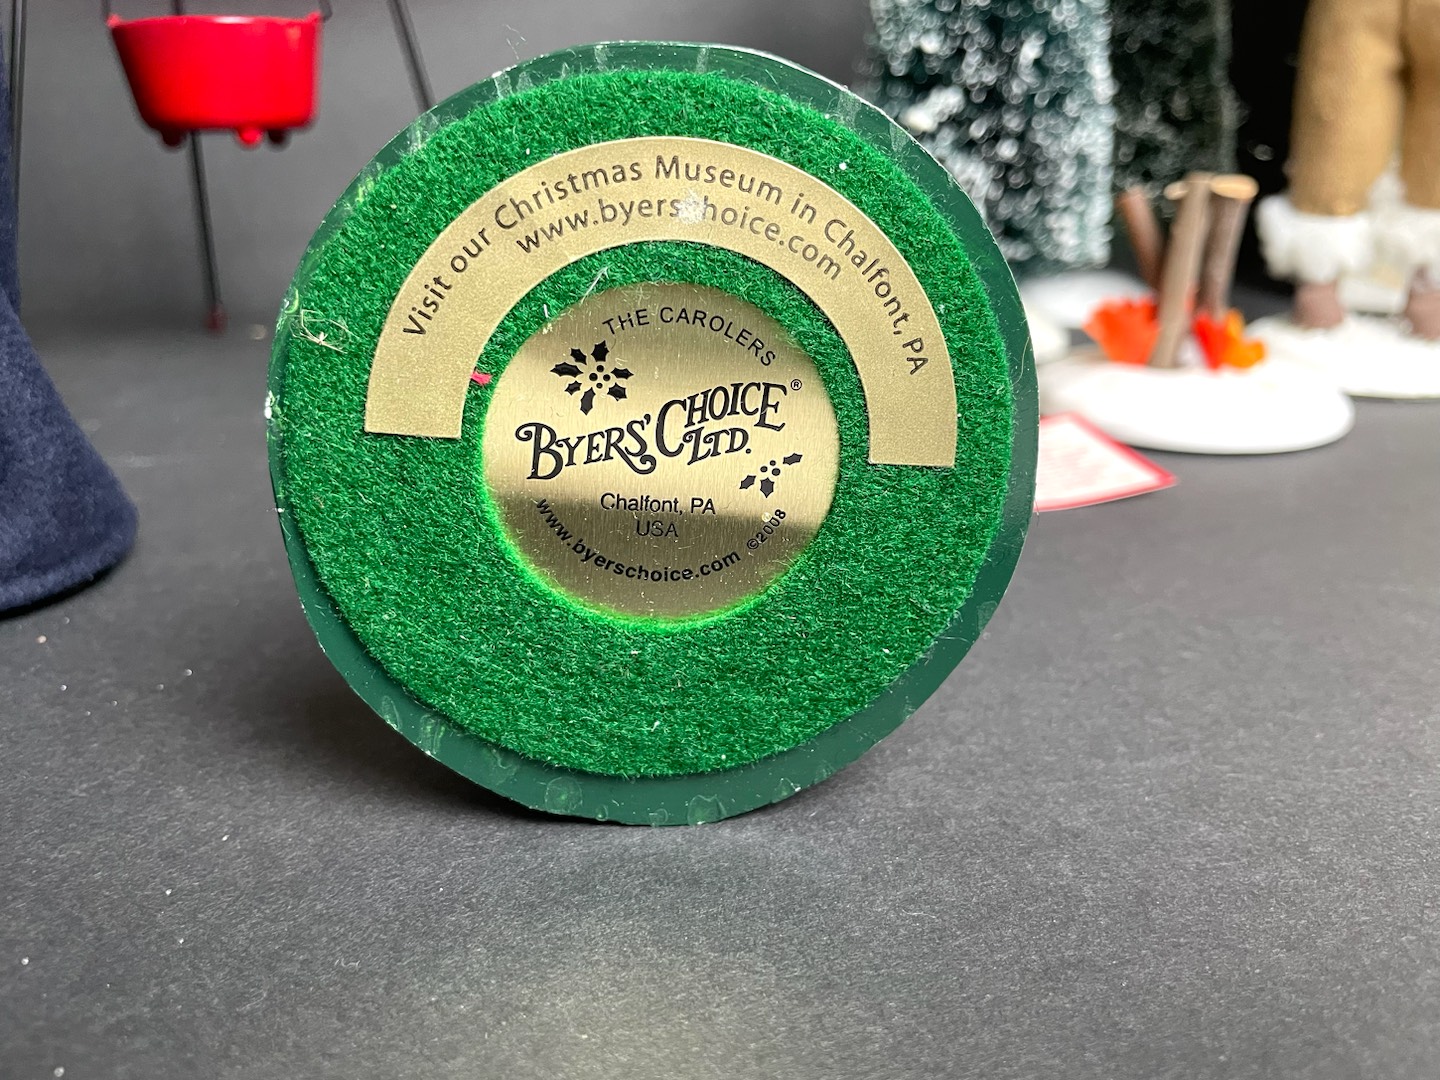 Visit our Christmas Museum in Chalfont, PA
www.byerschoice.com
THE CAROLERS
BYERS' CHOICE®
LTD.
Chalfont, PA
USA
www.byerschoice.com ©2008